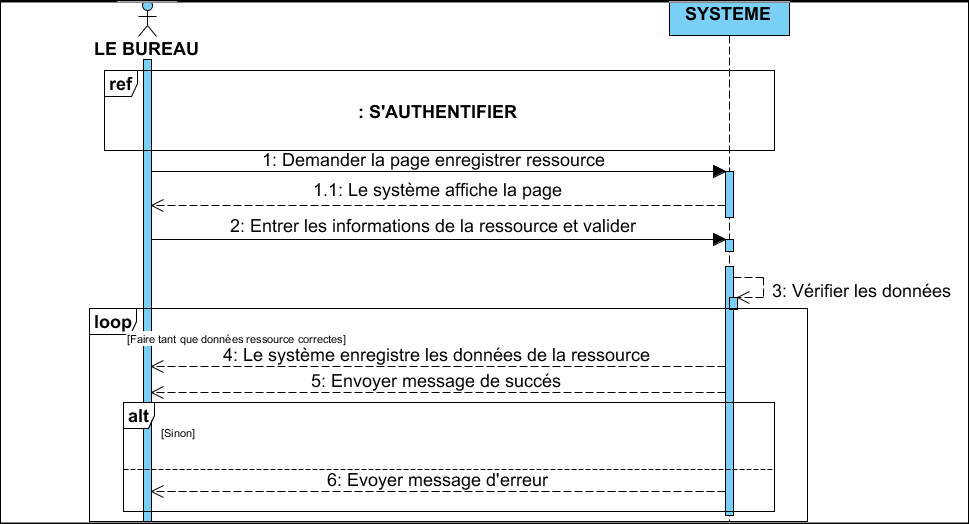 SYSTEME
LE BUREAU
ref
: S'AUTHENTIFIER
1: Demander la page enregistrer ressource
1.1: Le système affiche la page
2: Entrer les informations de la ressource et valider
3: Vérifier les données
loop
[Faire tant que données ressource correctes]
4: Le système enregistre les données de la ressource
5: Envoyer message de succés
alt
[Sinon]
6: Evoyer message d'erreur